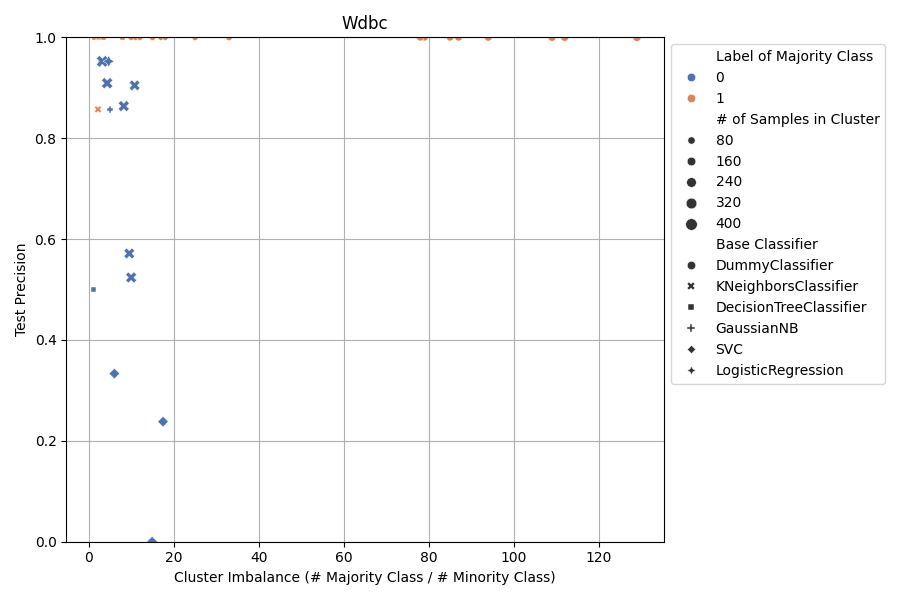 Wdbc
1.0
0.8
0.6
0.4
0.2
0.0
Test Precision
0
20
40
60
80
100
120
Cluster Imbalance (# Majority Class / # Minority Class)
Label of Majority Class
0
1
# of Samples in Cluster
80
160
240
320
400
Base Classifier
DummyClassifier
KNeighborsClassifier
DecisionTreeClassifier
GaussianNB
SVC
LogisticRegression